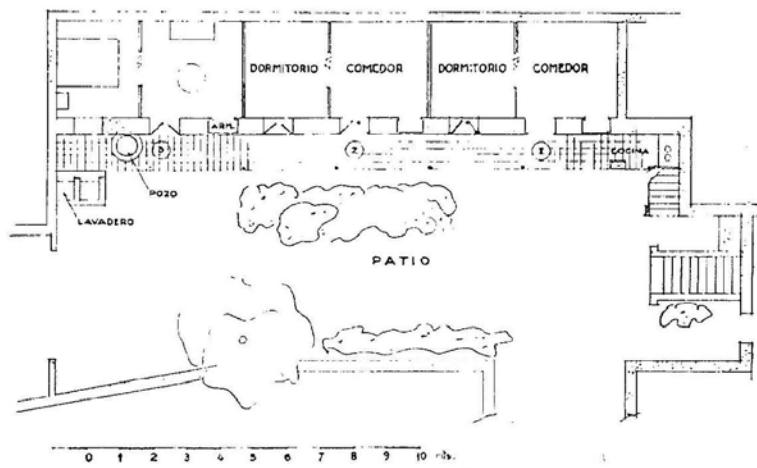 DORMITORIO
COMEDOR
DORMITORIO
COMEDOR
ARM.
3
2
1
COCINA
POZO
LAVADERO
PATIO
0 1 2 3 4 5 6 7 8 9 10 mts.